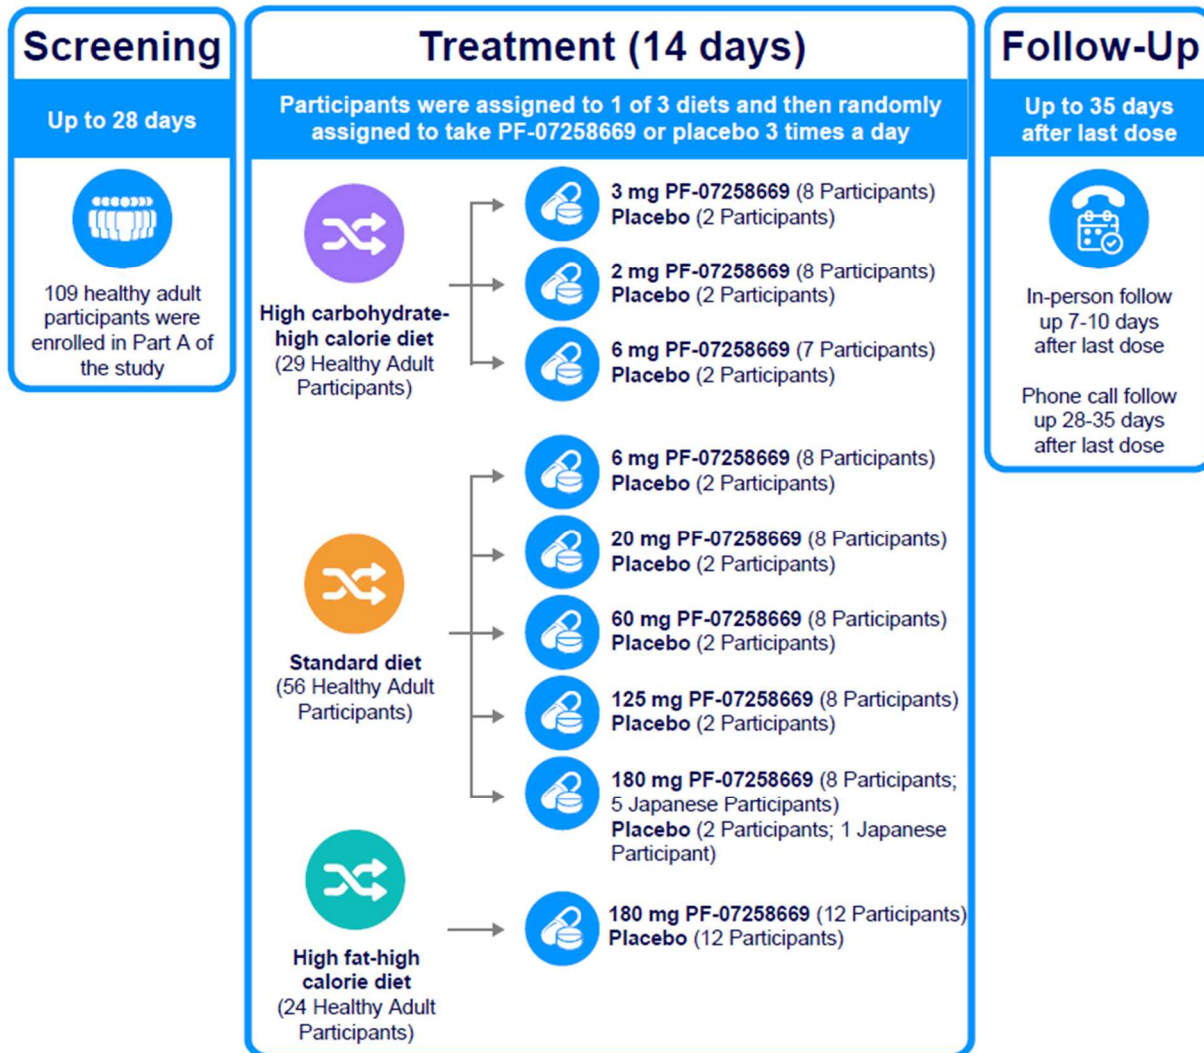 Screening
Up to 28 days
109 healthy adult
participants were
enrolled in Part A of
the study
Treatment (14 days)
Participants were assigned to 1 of 3 diets and then randomly
assigned to take PF-07258669 or placebo 3 times a day
High carbohydrate-
high calorie diet
(29 Healthy Adult
Participants)
3 mg PF-07258669 (8 Participants)
Placebo (2 Participants)
2 mg PF-07258669 (8 Participants)
Placebo (2 Participants)
6 mg PF-07258669 (7 Participants)
Placebo (2 Participants)
Standard diet
(56 Healthy Adult
Participants)
6 mg PF-07258669 (8 Participants)
Placebo (2 Participants)
20 mg PF-07258669 (8 Participants)
Placebo (2 Participants)
60 mg PF-07258669 (8 Participants)
Placebo (2 Participants)
125 mg PF-07258669 (8 Participants)
Placebo (2 Participants)
180 mg PF-07258669 (8 Participants;
5 Japanese Participants)
Placebo (2 Participants; 1 Japanese
Participant)
High fat-high
calorie diet
(24 Healthy Adult
Participants)
180 mg PF-07258669 (12 Participants)
Placebo (12 Participants)
Follow-Up
Up to 35 days
after last dose
In-person follow
up 7-10 days
after last dose
Phone call follow
up 28-35 days
after last dose